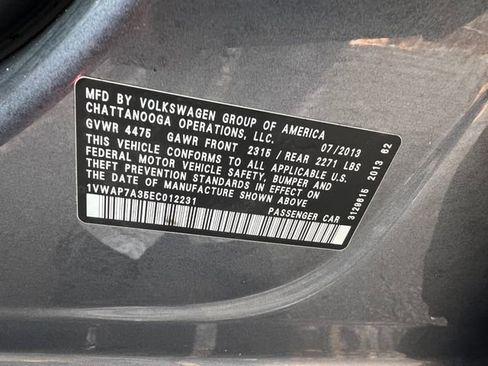 MFD BY VOLKSWAGEN GROUP OF AMERICA 07/2013
CHATTANOOGA OPERATIONS, LLC.
GVWR 4475 GAWR FRONT 2315 / REAR 2271 LBS
THIS VEHICLE CONFORMS TO ALL APPLICABLE U.S.
FEDERAL MOTOR VEHICLE SAFETY, BUMPER AND
THEFT PREVENTION STANDARDS IN EFFECT ON
THE DATE OF MANUFACTURE SHOWN ABOVE
1VWAP7A35EC012231
PASSENGER CAR
3129615 2013 62